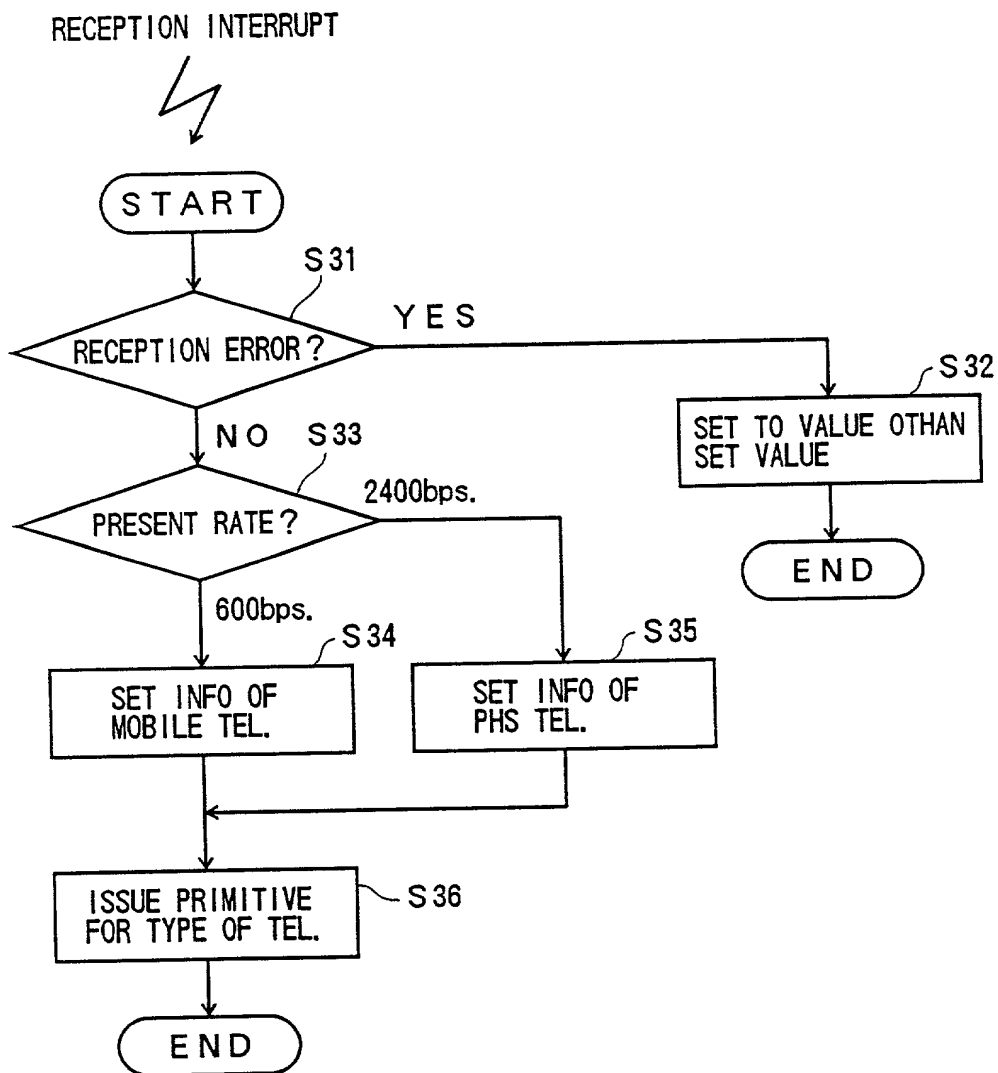 RECEPTION INTERRUPT
START
S31
RECEPTION ERROR?
YES
S32
SET TO VALUE OTHAN
SET VALUE
END
NO
S33
PRESENT RATE?
2400bps.
600bps.
S34
SET INFO OF
MOBILE TEL.
S35
SET INFO OF
PHS TEL.
ISSUE PRIMITIVE
FOR TYPE OF TEL.
S36
END